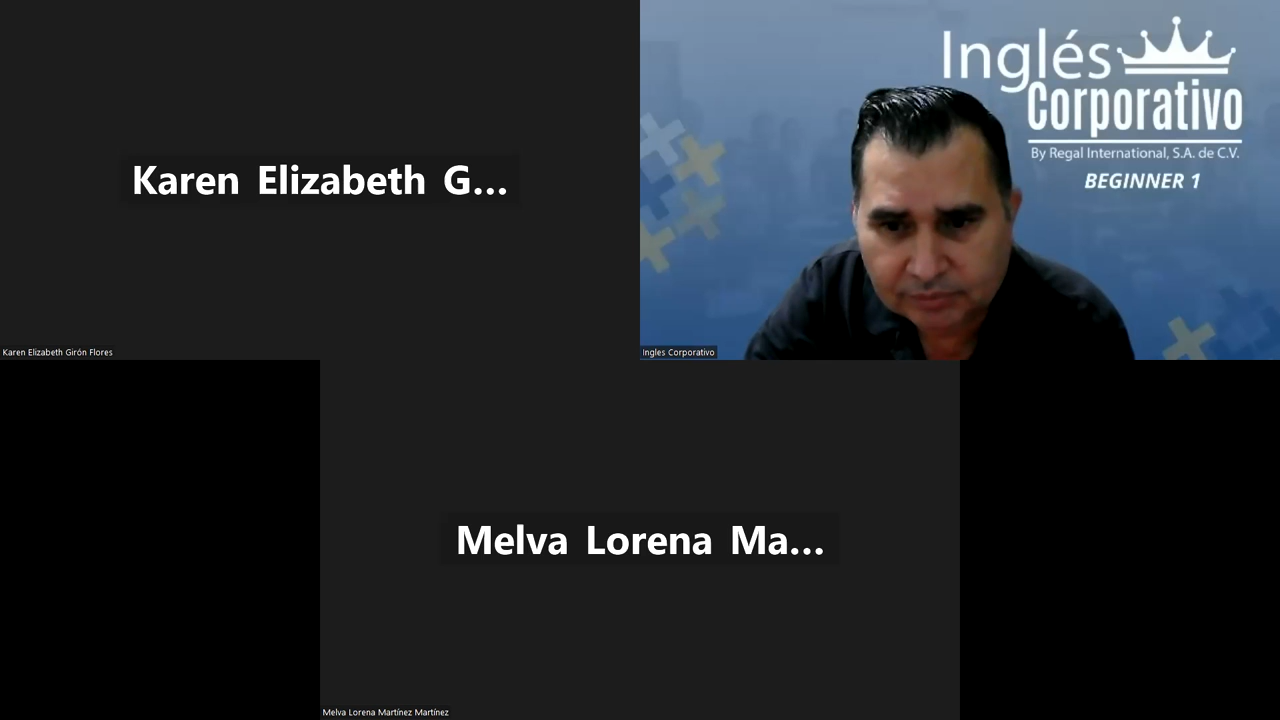 Karen Elizabeth G...
Karen Elizabeth Girón Flores
Inglés
Corporativo
By Regal International, S.A. de C.V.
BEGINNER 1
Ingles Corporativo
Melva Lorena Ma...
Melva Lorena Martínez Martínez